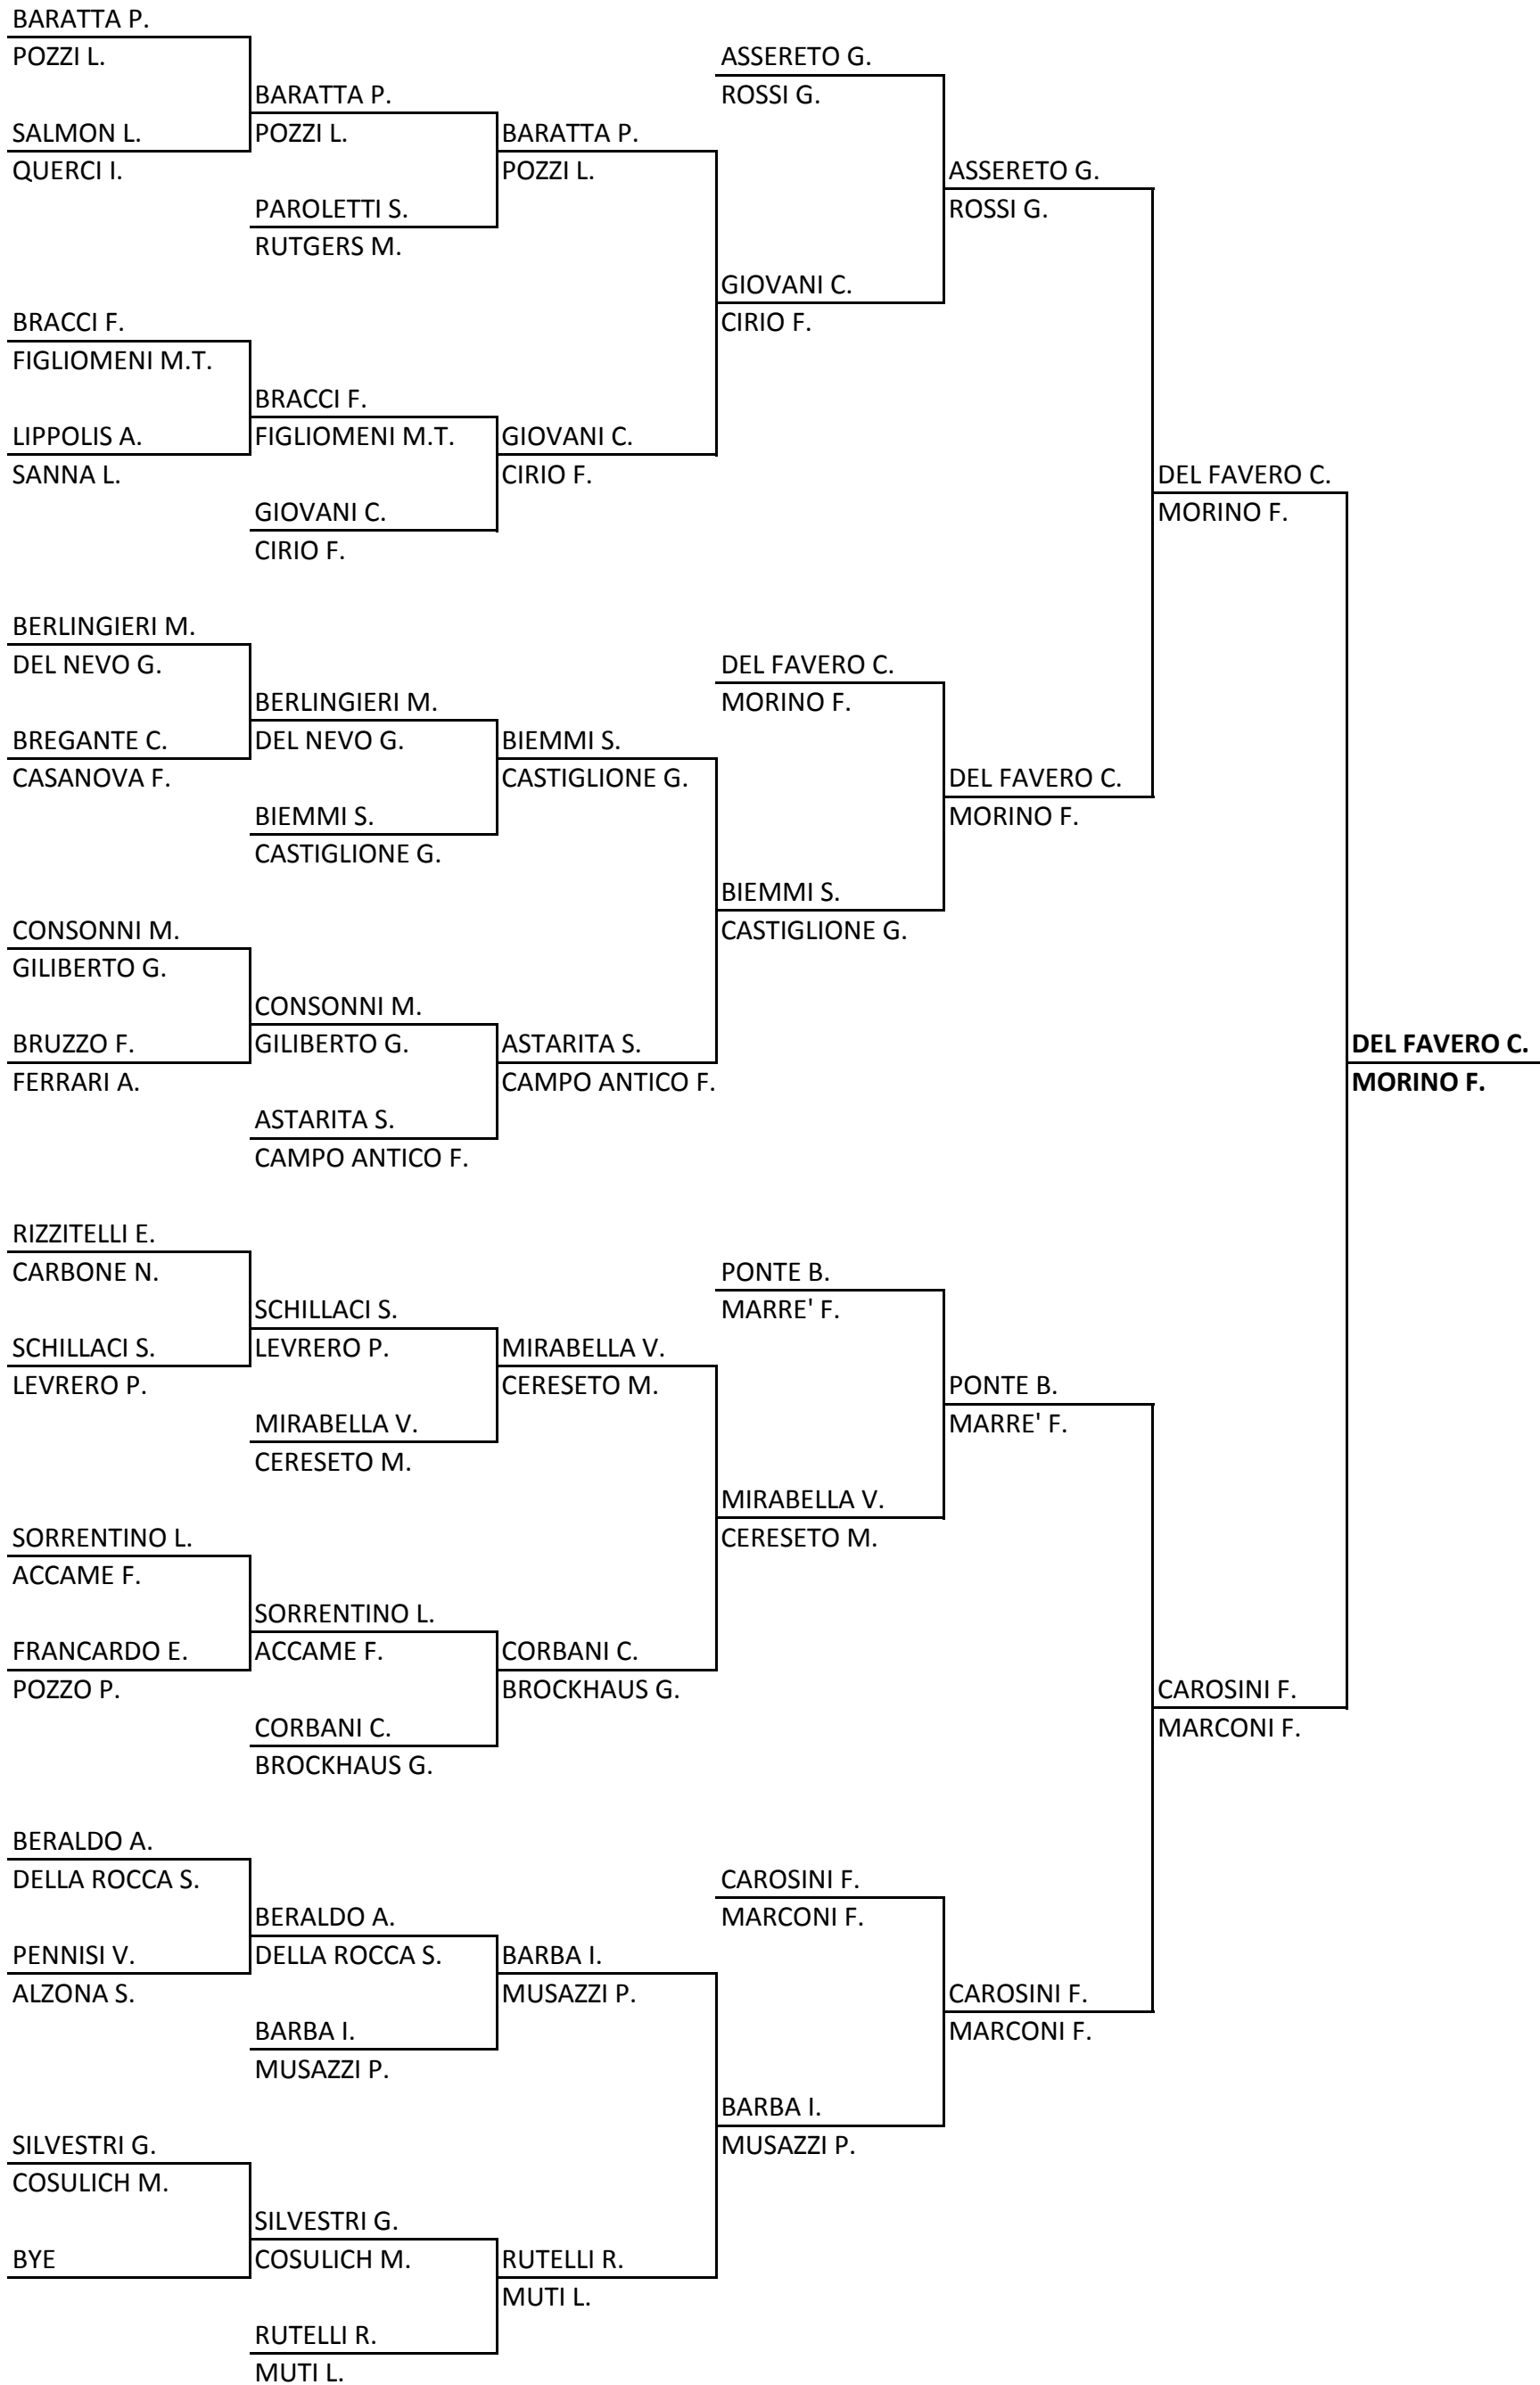 BARATTA P.
POZZI L.
SALMON L.
QUERCI I.
BRACCI F.
FIGLIOMENI M.T.
LIPPOLIS A.
SANNA L.
BERLINGIERI M.
DEL NEVO G.
BREGANTE C.
CASANOVA F.
CONSONNI M.
GILIBERTO G.
BRUZZO F.
FERRARI A.
RIZZITELLI E.
CARBONE N.
SCHILLACI S.
LEVRERO P.
SORRENTINO L.
ACCAME F.
FRANCARDO E.
POZZO P.
BERALDO A.
DELLA ROCCA S.
PENNISI V.
ALZONA S.
SILVESTRI G.
COSULICH M.
BYE
BARATTA P.
POZZI L.
PAROLETTI S.
RUTGERS M.
BRACCI F.
FIGLIOMENI M.T.
GIOVANI C.
CIRIO F.
BERLINGIERI M.
DEL NEVO G.
BIEMMI S.
CASTIGLIONE G.
CONSONNI M.
GILIBERTO G.
ASTARITA S.
CAMPO ANTICO F.
SCHILLACI S.
LEVRERO P.
MIRABELLA V.
CERESETO M.
SORRENTINO L.
ACCAME F.
CORBANI C.
BROCKHAUS G.
BERALDO A.
DELLA ROCCA S.
BARBA I.
MUSAZZI P.
SILVESTRI G.
COSULICH M.
RUTELLI R.
MUTI L.
BARATTA P.
POZZI L.
GIOVANI C.
CIRIO F.
BIEMMI S.
CASTIGLIONE G.
ASTARITA S.
CAMPO ANTICO F.
MIRABELLA V.
CERESETO M.
CORBANI C.
BROCKHAUS G.
BARBA I.
MUSAZZI P.
RUTELLI R.
MUTI L.
ASSERETO G.
ROSSI G.
GIOVANI C.
CIRIO F.
DEL FAVERO C.
MORINO F.
BIEMMI S.
CASTIGLIONE G.
PONTE B.
MARRE' F.
MIRABELLA V.
CERESETO M.
CAROSINI F.
MARCONI F.
BARBA I.
MUSAZZI P.
ASSERETO G.
ROSSI G.
DEL FAVERO C.
MORINO F.
PONTE B.
MARRE' F.
CAROSINI F.
MARCONI F.
DEL FAVERO C.
MORINO F.
CAROSINI F.
MARCONI F.
DEL FAVERO C.
MORINO F.